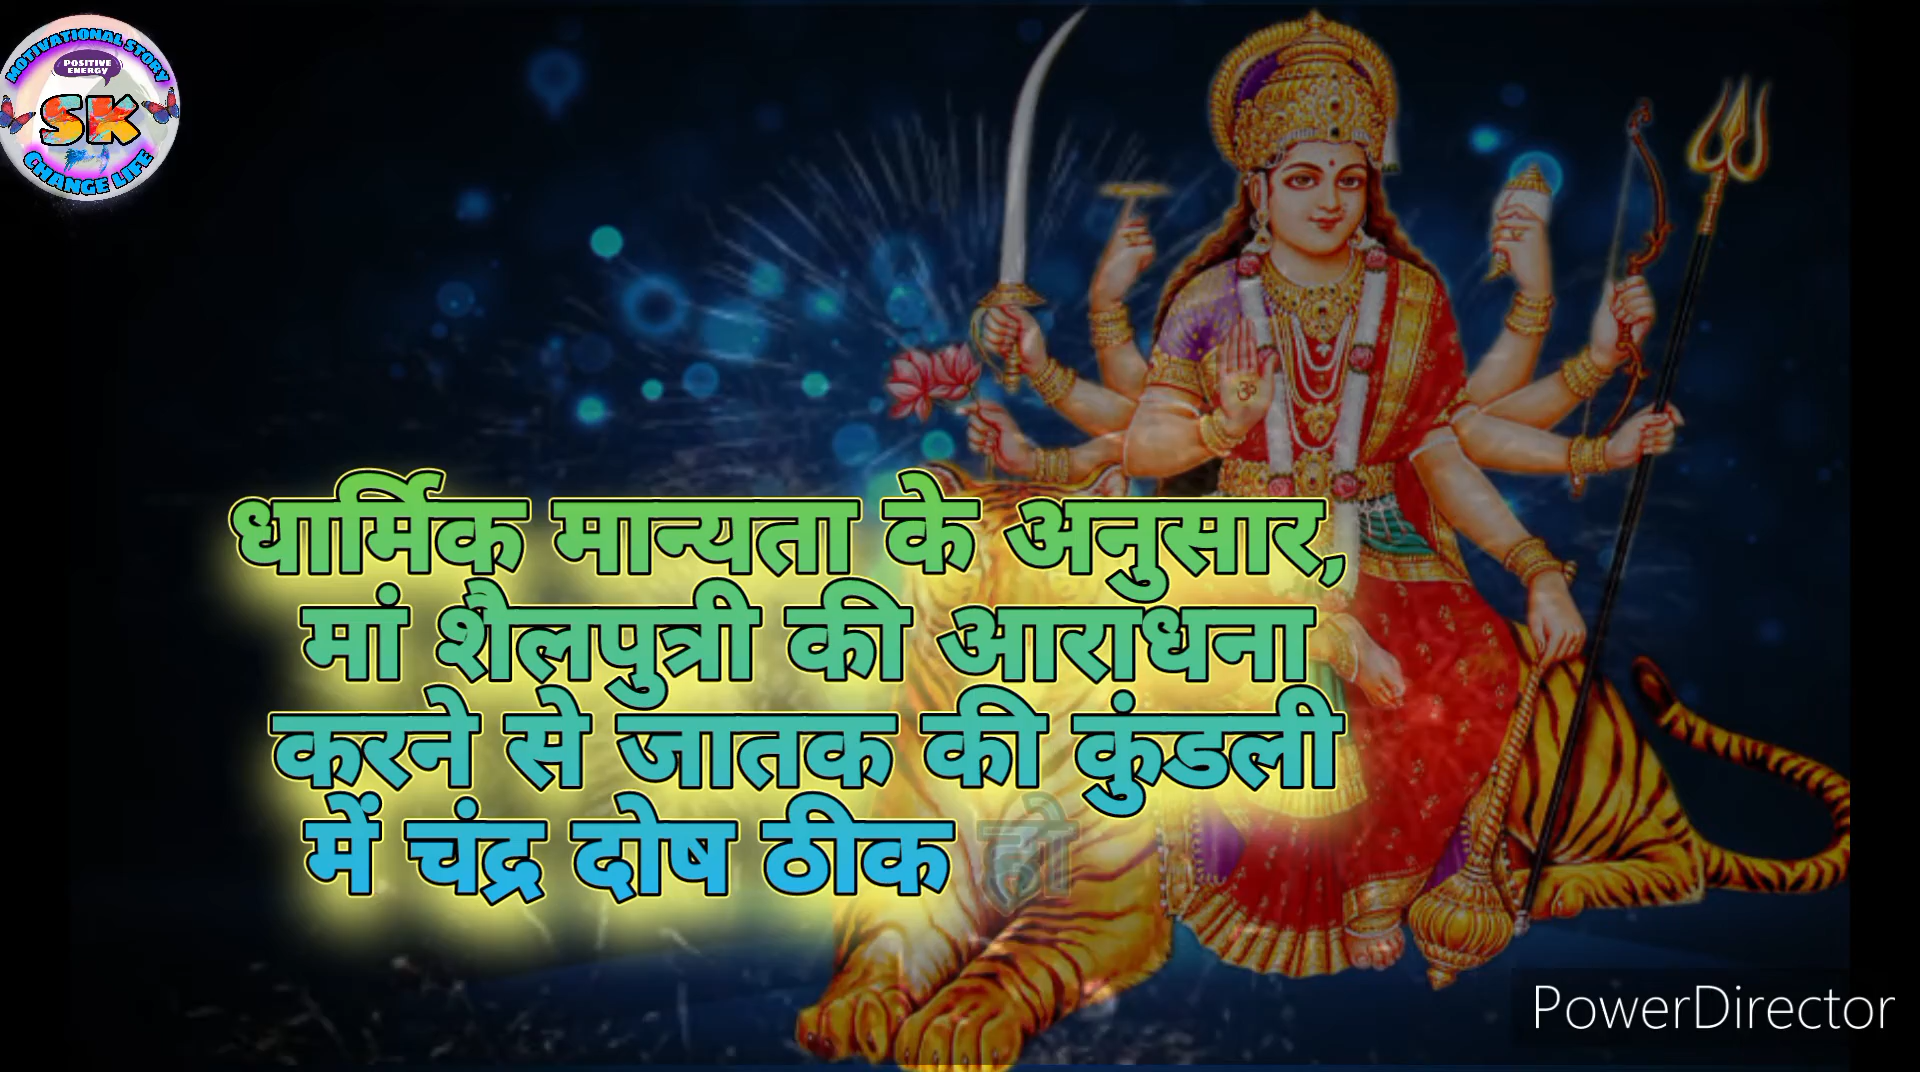 MOTIVATIONAL STORY
POSITIVE
ENERGY
SK
CHANGE LIFE
ॐ
धार्मिक मान्यता के अनुसार,
मां शैलपुत्री की आराधना
करने से जातक की कुंडली
में चंद्र दोष ठीक हो
PowerDirector